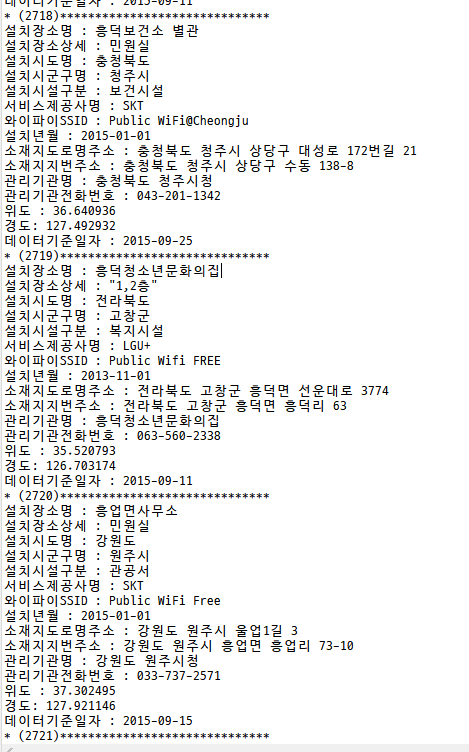 데이터기준일자 : 2015-09-11
* (2718)******************************
설치장소명 : 흥덕보건소 별관
설치장소상세 : 민원실
설치시도명 : 충청북도
설치시군구명 : 청주시
설치시설구분 : 보건시설
서비스제공사명 : SKT
와이파이SSID : Public WiFi@Cheongju
설치년월 : 2015-01-01
소재지도로명주소 : 충청북도 청주시 상당구 대성로 172번길 21
소재지지번주소 : 충청북도 청주시 상당구 수동 138-8
관리기관명 : 충청북도 청주시청
관리기관전화번호 : 043-201-1342
위도 : 36.640936
경도: 127.492932
데이터기준일자 : 2015-09-25
* (2719)******************************
설치장소명 : 흥덕청소년문화의집
설치장소상세 : "1,2층"
설치시도명 : 전라북도
설치시군구명 : 고창군
설치시설구분 : 복지시설
서비스제공사명 : LGU+
와이파이SSID : Public Wifi FREE
설치년월 : 2013-11-01
소재지도로명주소 : 전라북도 고창군 흥덕면 선운대로 3774
소재지지번주소 : 전라북도 고창군 흥덕면 흥덕리 63
관리기관명 : 흥덕청소년문화의집
관리기관전화번호 : 063-560-2338
위도 : 35.520793
경도: 126.703174
데이터기준일자 : 2015-09-11
* (2720)******************************
설치장소명 : 흥업면사무소
설치장소상세 : 민원실
설치시도명 : 강원도
설치시군구명 : 원주시
설치시설구분 : 관공서
서비스제공사명 : SKT
와이파이SSID : Public WiFi Free
설치년월 : 2015-01-01
소재지도로명주소 : 강원도 원주시 울업1길 3
소재지지번주소 : 강원도 원주시 흥업면 흥업리 73-10
관리기관명 : 강원도 원주시청
관리기관전화번호 : 033-737-2571
위도 : 37.302495
경도: 127.921146
데이터기준일자 : 2015-09-15
* (2721)******************************